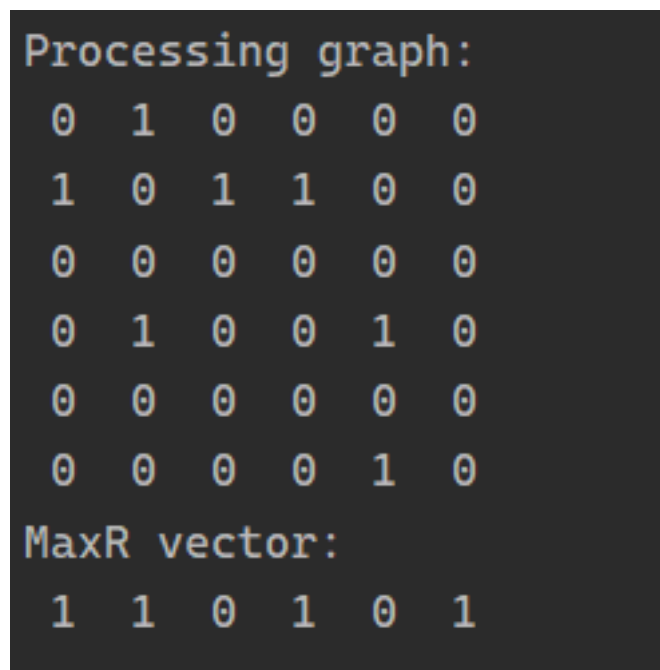 Processing graph:
0 1 0 0 0 0
1 0 1 1 0 0
0 0 0 0 0 0
0 1 0 0 1 0
0 0 0 0 0 0
0 0 0 0 1 0
MaxR vector:
1 1 0 1 0 1